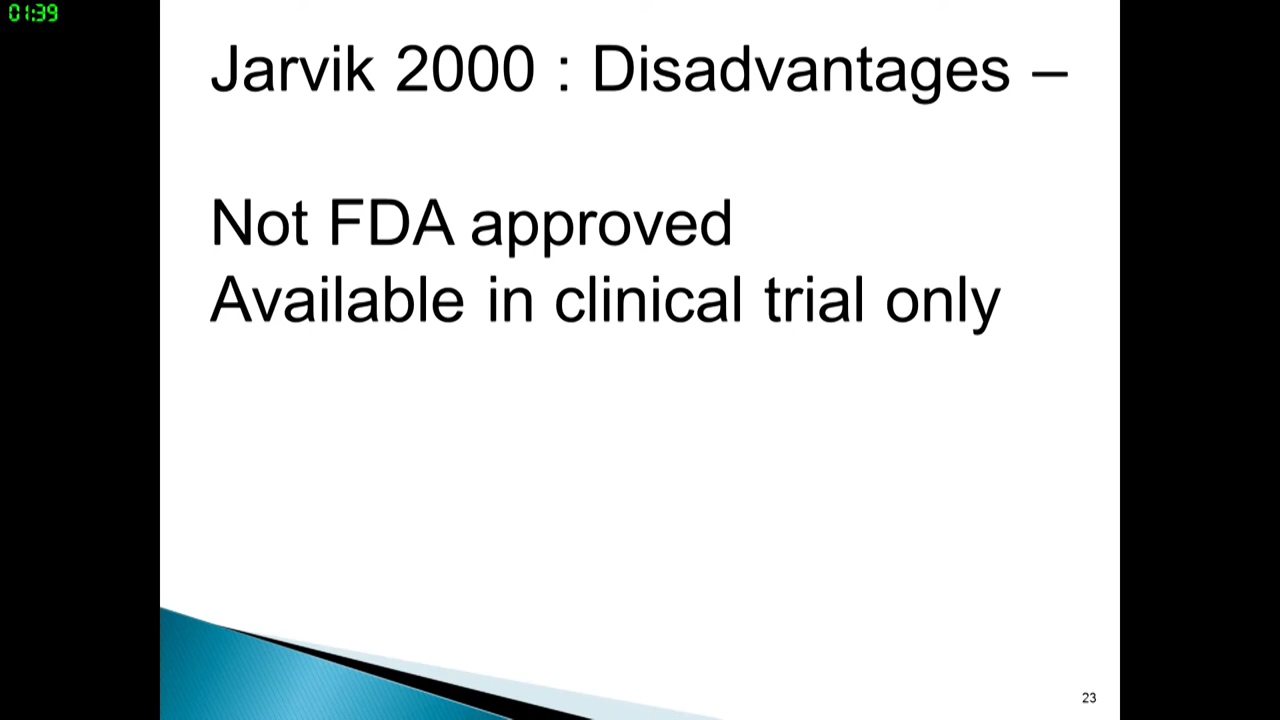 01:39
Jarvik 2000 : Disadvantages –
Not FDA approved
Available in clinical trial only
23